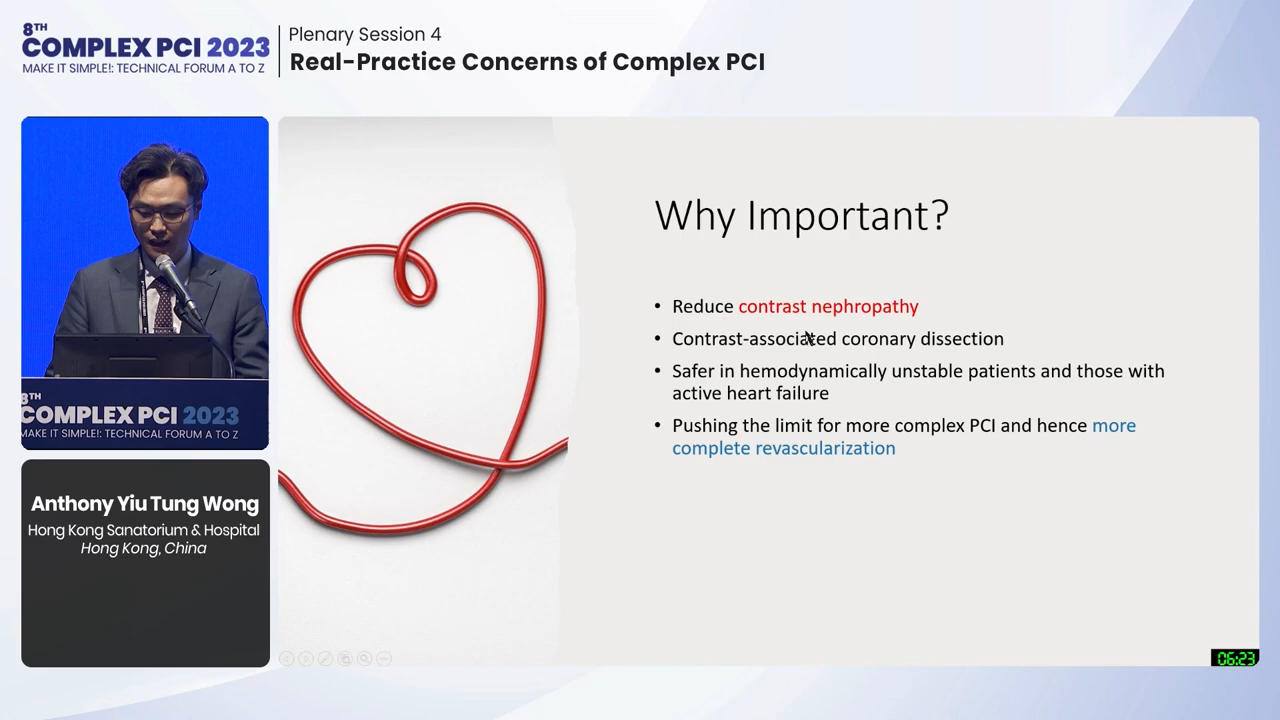 8TH
COMPLEX PCI 2023
MAKE IT SIMPLE!: TECHNICAL FORUM A TO Z
Plenary Session 4
Real-Practice Concerns of Complex PCI
8TH
COMPLEX PCI 2023
MAKE IT SIMPLE!: TECHNICAL FORUM A TO Z
Anthony Yiu Tung Wong
Hong Kong Sanatorium & Hospital
Hong Kong, China
Why Important?
• Reduce contrast nephropathy
• Contrast-associated coronary dissection
• Safer in hemodynamically unstable patients and those with
active heart failure
• Pushing the limit for more complex PCI and hence more
complete revascularization
06:23